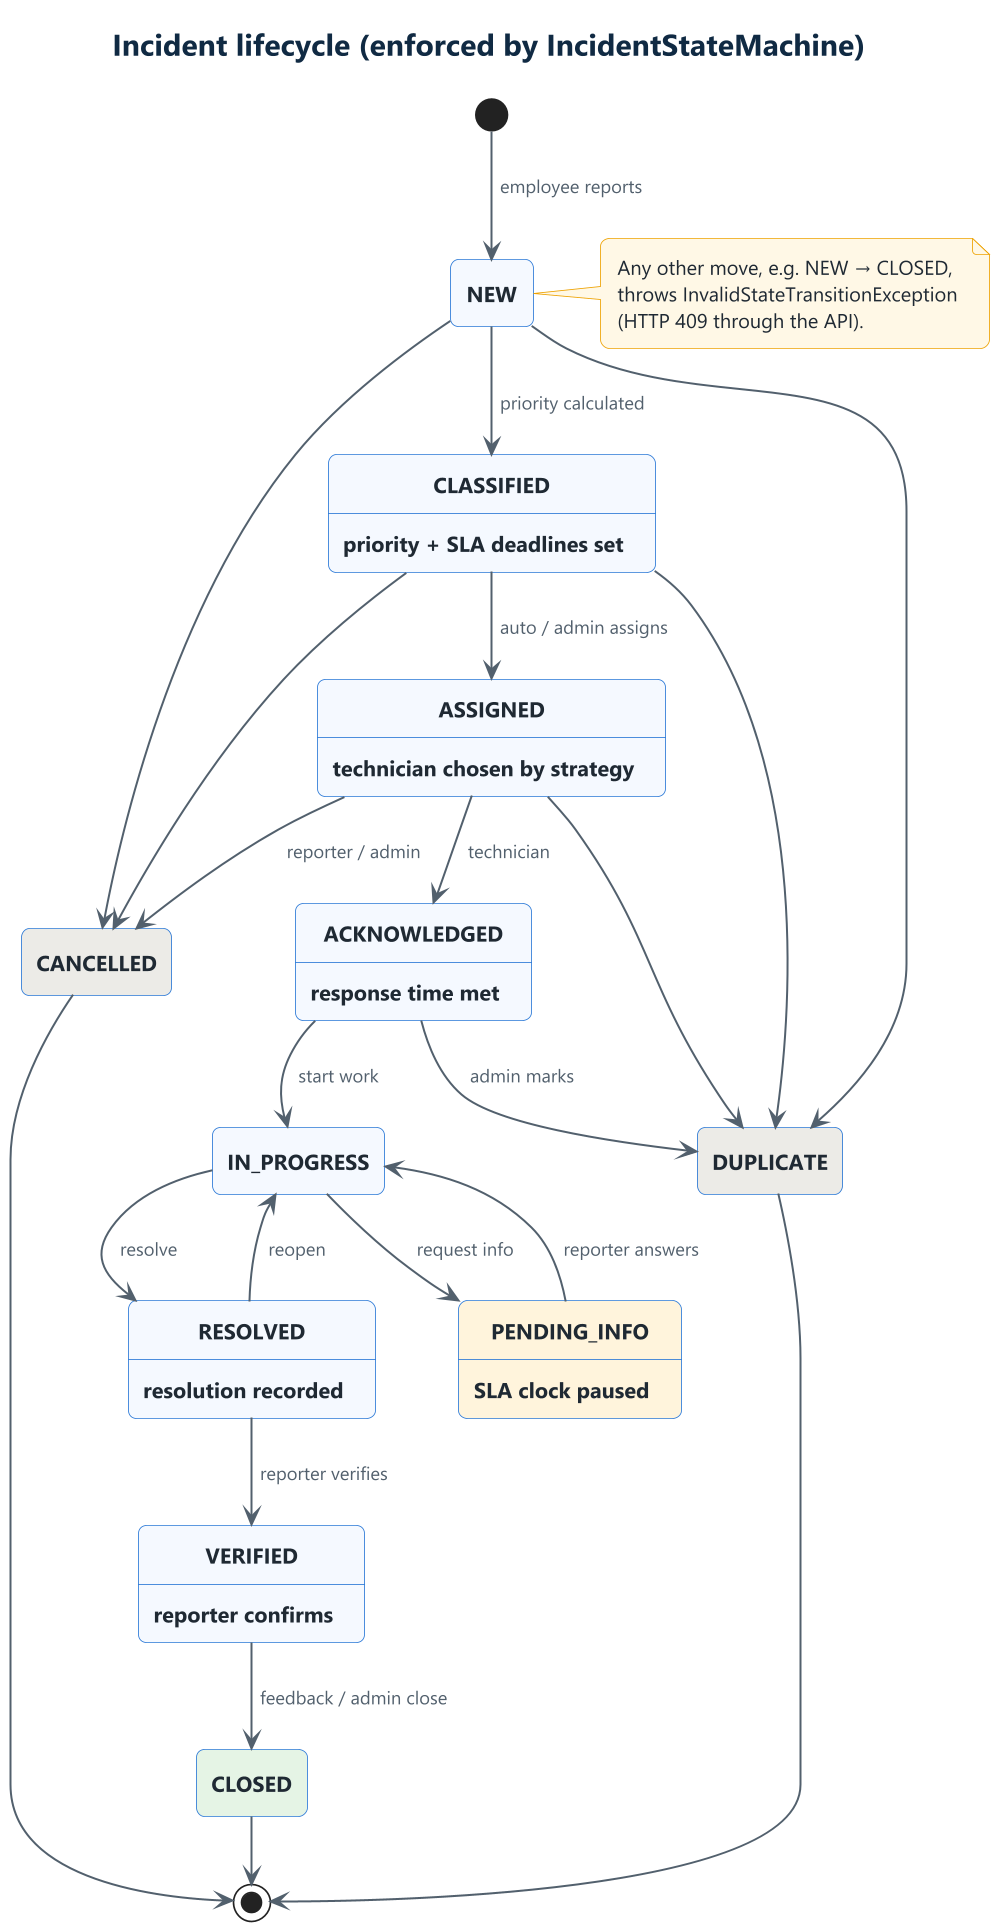 Incident lifecycle (enforced by IncidentStateMachine)
employee reports
NEW
Any other move, e.g. NEW → CLOSED,
throws InvalidStateTransitionException
(HTTP 409 through the API).
priority calculated
CLASSIFIED
priority + SLA deadlines set
auto / admin assigns
ASSIGNED
technician chosen by strategy
reporter / admin
technician
ACKNOWLEDGED
response time met
CANCELLED
start work
admin marks
IN_PROGRESS
DUPLICATE
resolve
reopen
request info
reporter answers
RESOLVED
resolution recorded
PENDING_INFO
SLA clock paused
reporter verifies
VERIFIED
reporter confirms
feedback / admin close
CLOSED